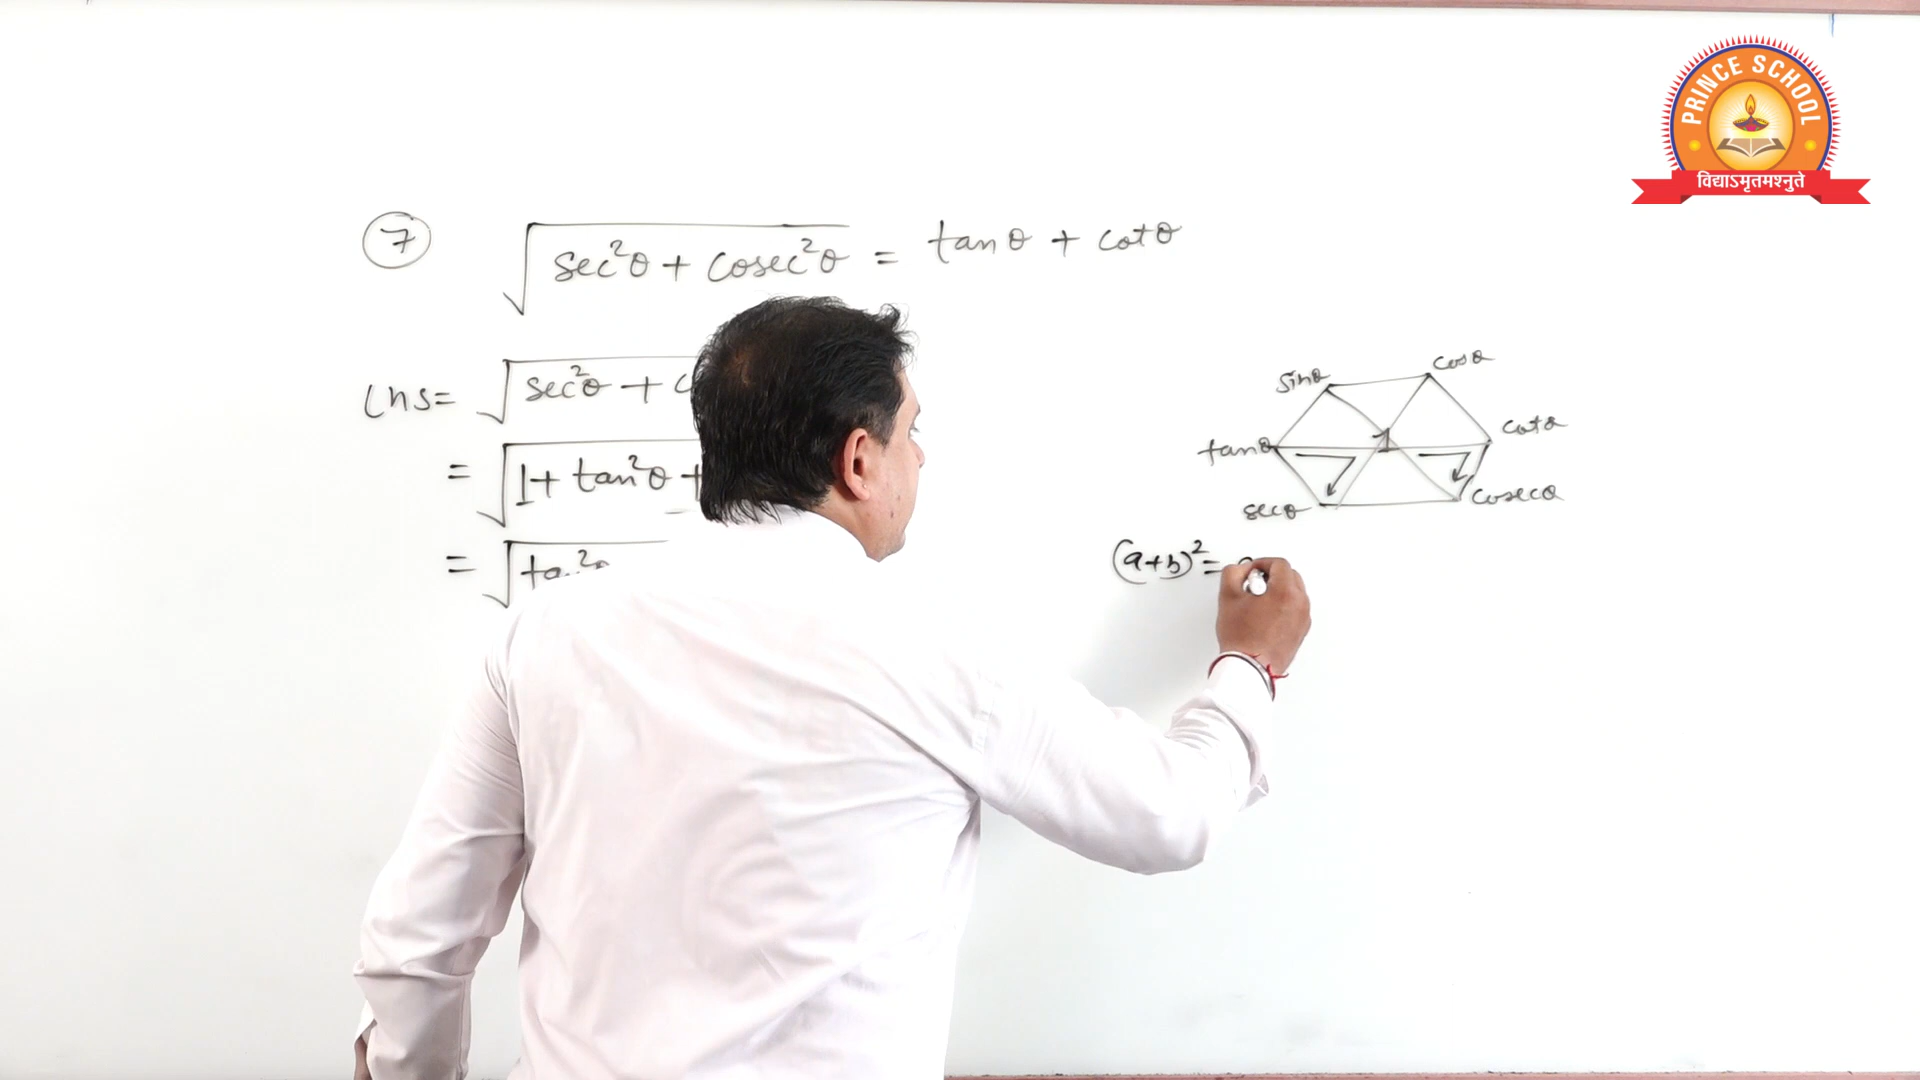 PRINCE SCHOOL
विद्याऽमृतमश्नुते
7 √sec²θ + cosec²θ = tanθ + cotθ
LHS = √sec²θ +
= √1 + tan²θ +
= √tan²
sinθ cosθ
tanθ 1 cotθ
secθ cosecθ
(a+b)² =